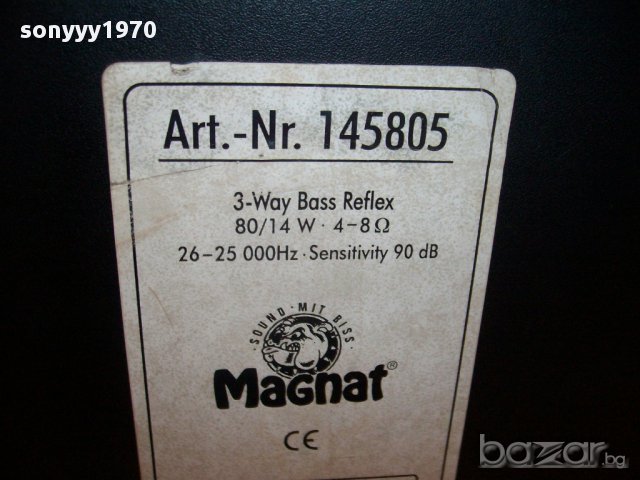 sonyyy1970
Art.-Nr. 145805
3-Way Bass Reflex
80/14 W · 4-8 Ω
26-25 000Hz · Sensitivity 90 dB
· SOUND · MIT BISS ·
Magnat®
CE
bazar.bg